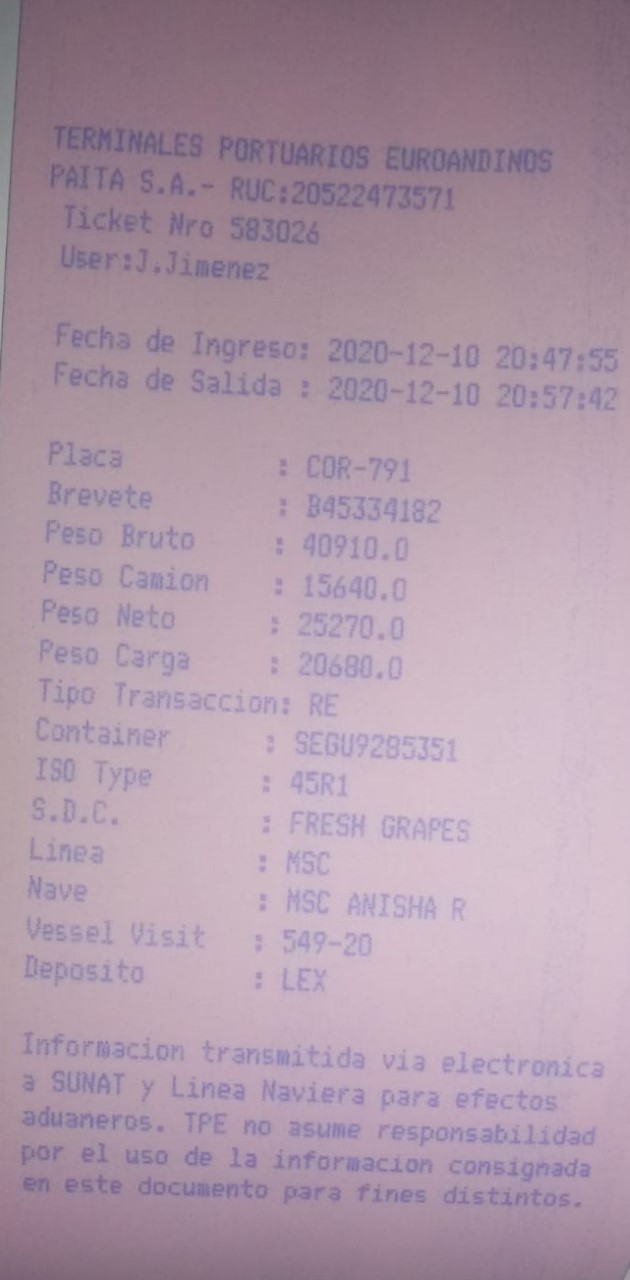 TERMINALES PORTUARIOS EUROANDINOS
PAITA S.A.- RUC:20522473571
Ticket Nro 583026
User:J.Jimenez
Fecha de Ingreso: 2020-12-10 20:47:55
Fecha de Salida : 2020-12-10 20:57:42
Placa : COR-791
Brevete : B45334182
Peso Bruto : 40910.0
Peso Camion : 15640.0
Peso Neto : 25270.0
Peso Carga : 20680.0
Tipo Transaccion: RE
Container : SEGU9285351
ISO Type : 45R1
S.D.C. : FRESH GRAPES
Linea : MSC
Nave : MSC ANISHA R
Vessel Visit : 549-20
Deposito : LEX
Informacion transmitida via electronica
a SUNAT y Linea Naviera para efectos
aduaneros. TPE no asume responsabilidad
por el uso de la informacion consignada
en este documento para fines distintos.